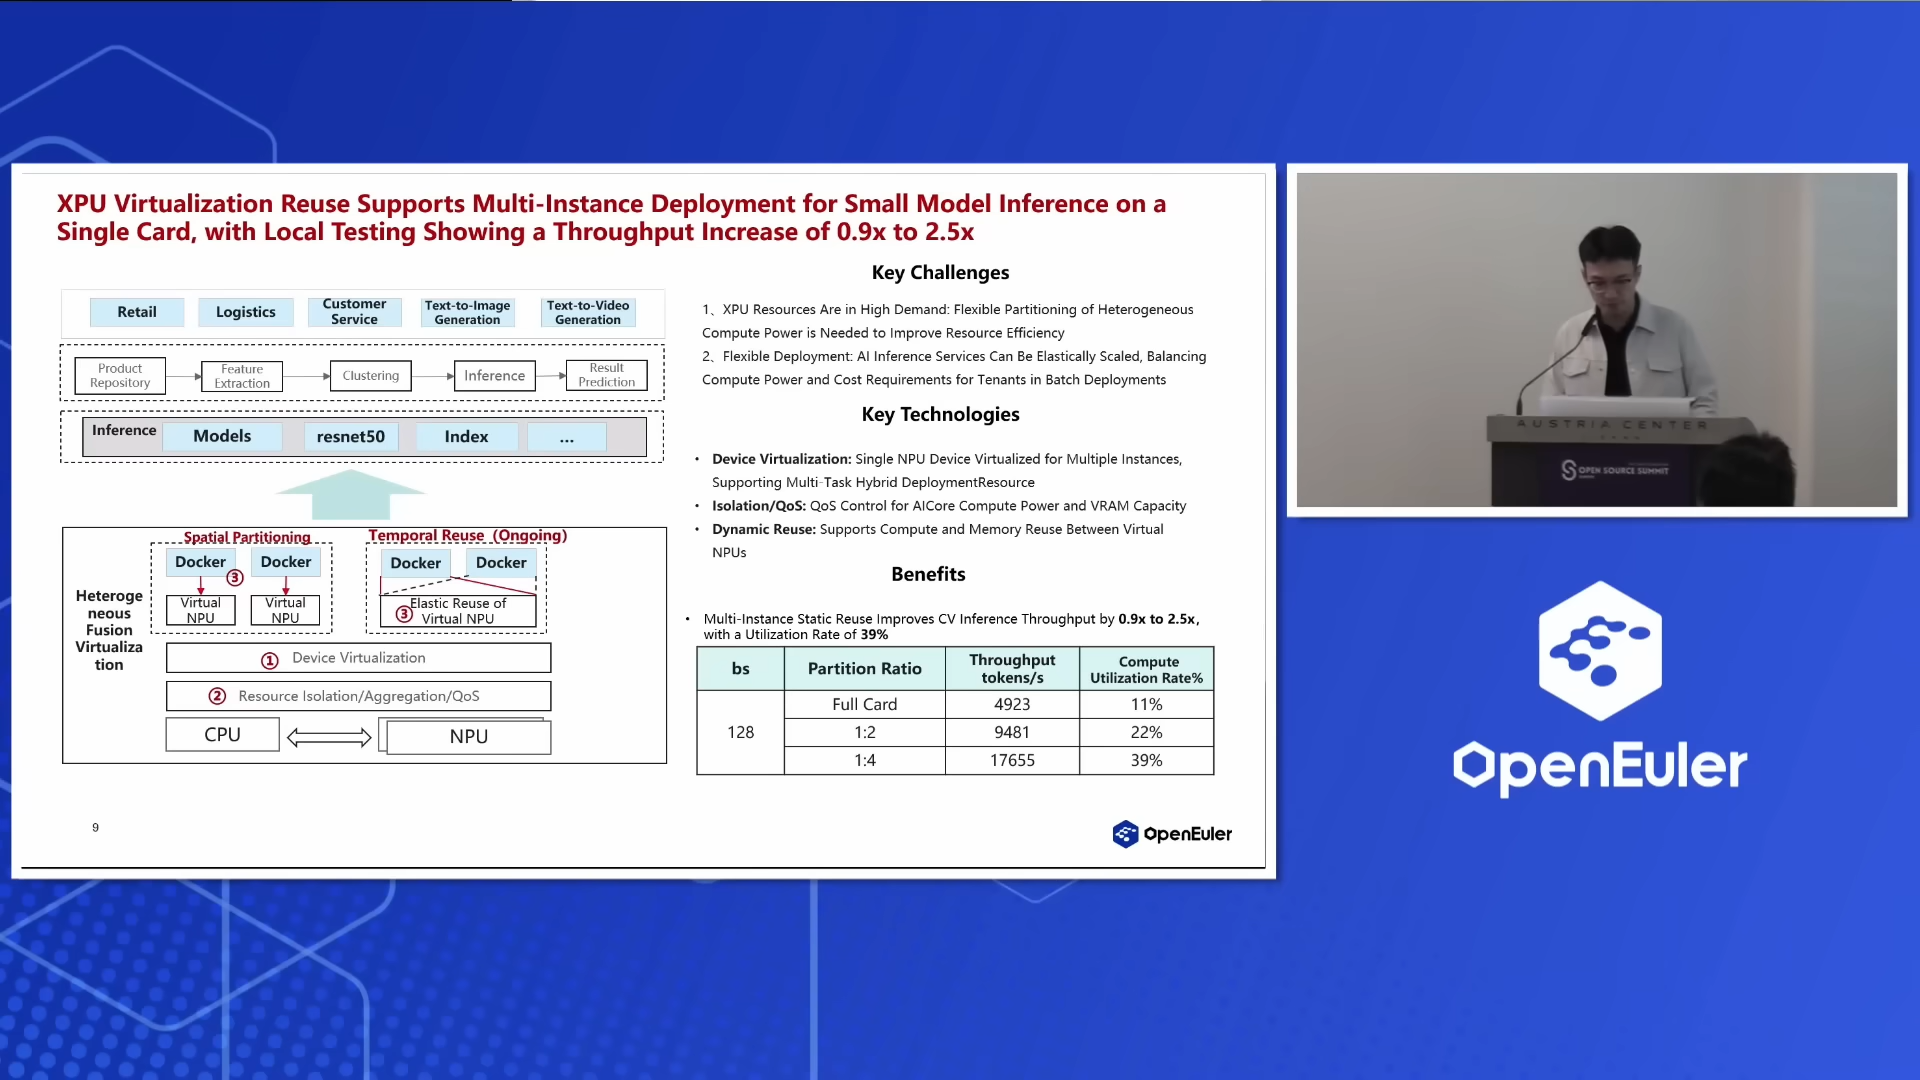 XPU Virtualization Reuse Supports Multi-Instance Deployment for Small Model Inference on a
Single Card, with Local Testing Showing a Throughput Increase of 0.9x to 2.5x
Retail
Logistics
Customer
Service
Text-to-Image
Generation
Text-to-Video
Generation
Product
Repository
Feature
Extraction
Clustering
Inference
Result
Prediction
Inference
Models
resnet50
Index
...
Heteroge
neous
Fusion
Virtualiza
tion
Spatial Partitioning
Docker
Docker
③
Virtual
NPU
Virtual
NPU
Temporal Reuse (Ongoing)
Docker
Docker
③
Elastic Reuse of
Virtual NPU
① Device Virtualization
② Resource Isolation/Aggregation/QoS
CPU
NPU
Key Challenges
1、XPU Resources Are in High Demand: Flexible Partitioning of Heterogeneous
Compute Power is Needed to Improve Resource Efficiency
2、Flexible Deployment: AI Inference Services Can Be Elastically Scaled, Balancing
Compute Power and Cost Requirements for Tenants in Batch Deployments
Key Technologies
• Device Virtualization: Single NPU Device Virtualized for Multiple Instances,
Supporting Multi-Task Hybrid DeploymentResource
• Isolation/QoS: QoS Control for AICore Compute Power and VRAM Capacity
• Dynamic Reuse: Supports Compute and Memory Reuse Between Virtual
NPUs
Benefits
• Multi-Instance Static Reuse Improves CV Inference Throughput by 0.9x to 2.5x,
with a Utilization Rate of 39%
bs Partition Ratio Throughput tokens/s Compute Utilization Rate%
128 Full Card 4923 11%
1:2 9481 22%
1:4 17655 39%
9
OpenEuler
AUSTRIA CENTER
OPEN SOURCE SUMMIT
OpenEuler